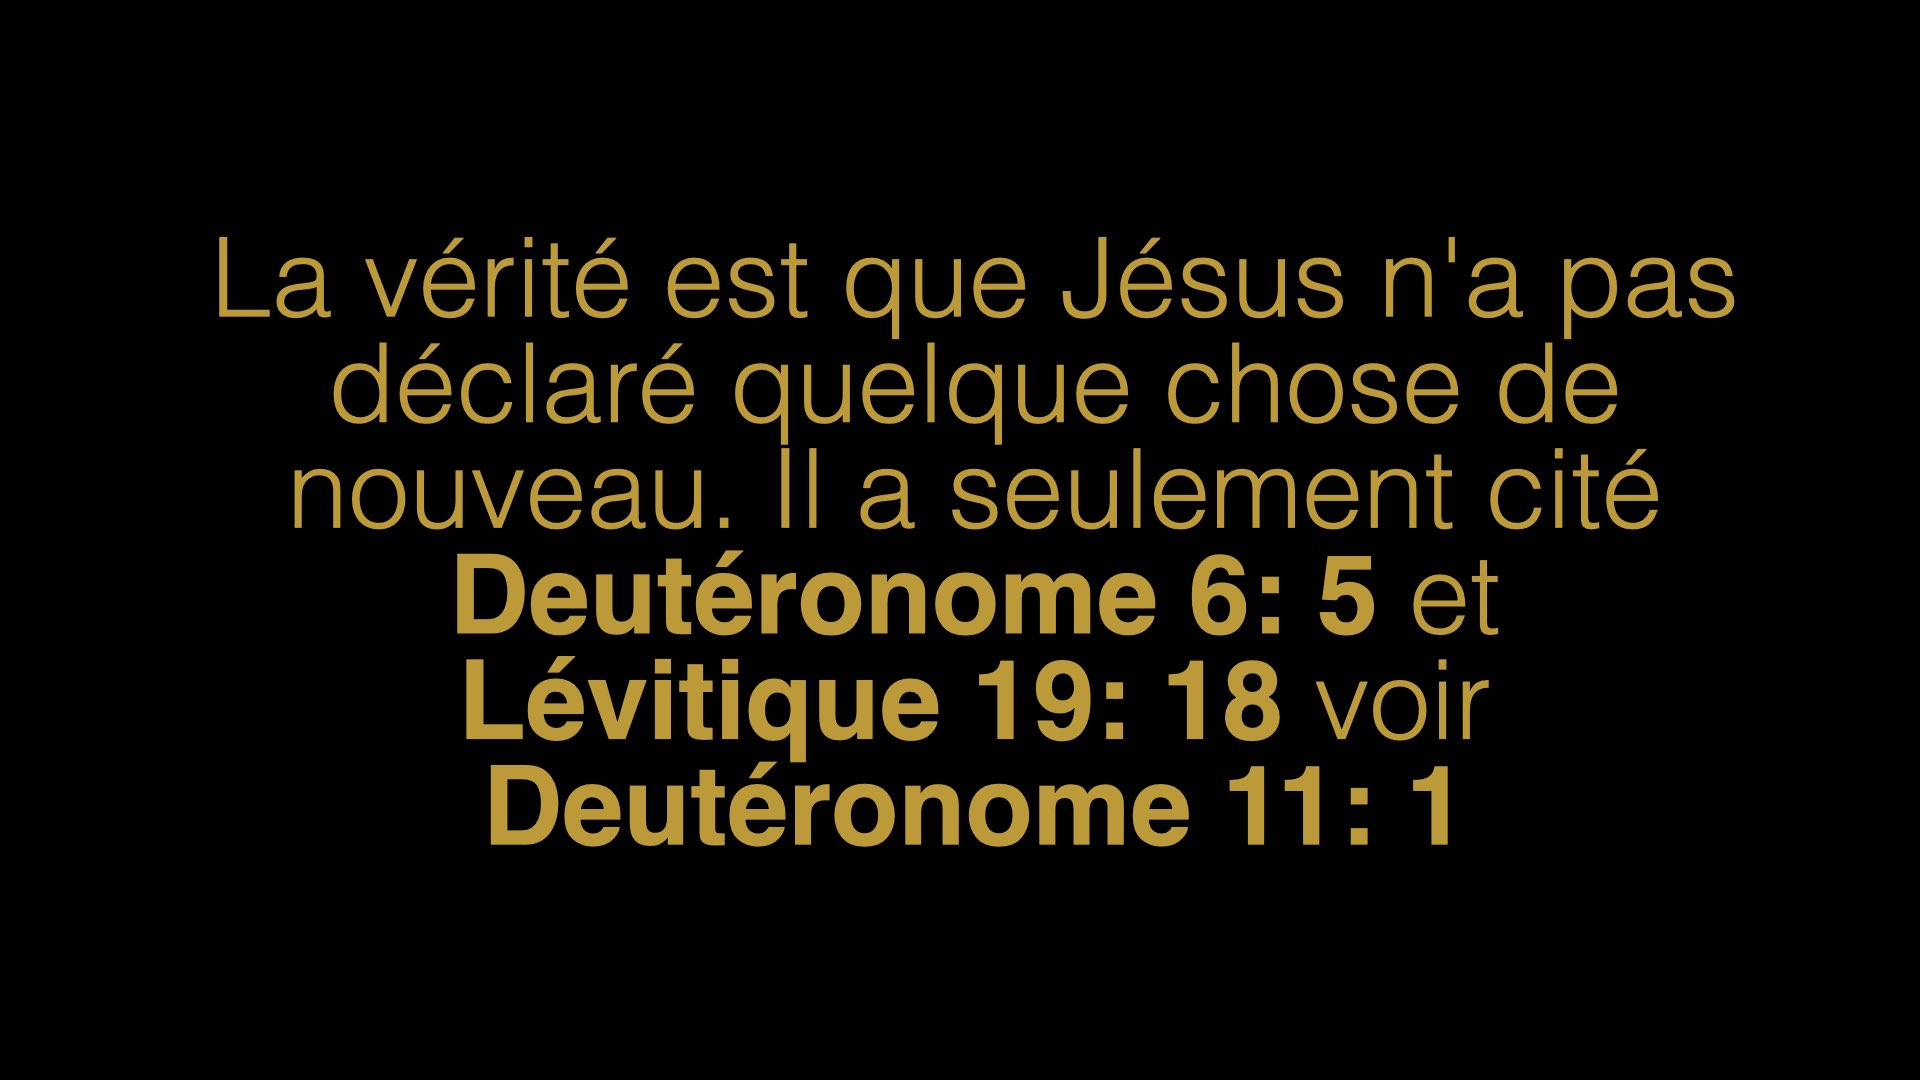 La vérité est que Jésus n'a pas
déclaré quelque chose de
nouveau. Il a seulement cité
Deutéronome 6: 5 et
Lévitique 19: 18 voir
Deutéronome 11: 1